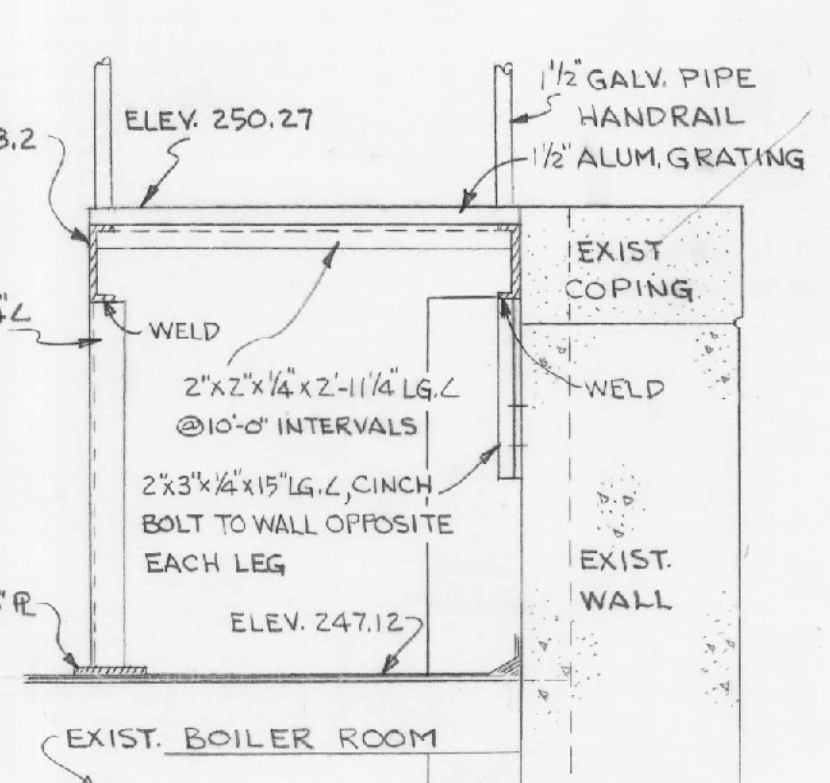 1½" GALV. PIPE
HANDRAIL
ELEV. 250.27
1½" ALUM. GRATING
EXIST
COPING
WELD
WELD
2"x2"x¼"x2'-11¼" LG. ∠
@10'-0" INTERVALS
2"x3"x¼"x15" LG. ∠, CINCH
BOLT TO WALL OPPOSITE
EACH LEG
EXIST.
WALL
ELEV. 247.12
" ℙL
EXIST. BOILER ROOM